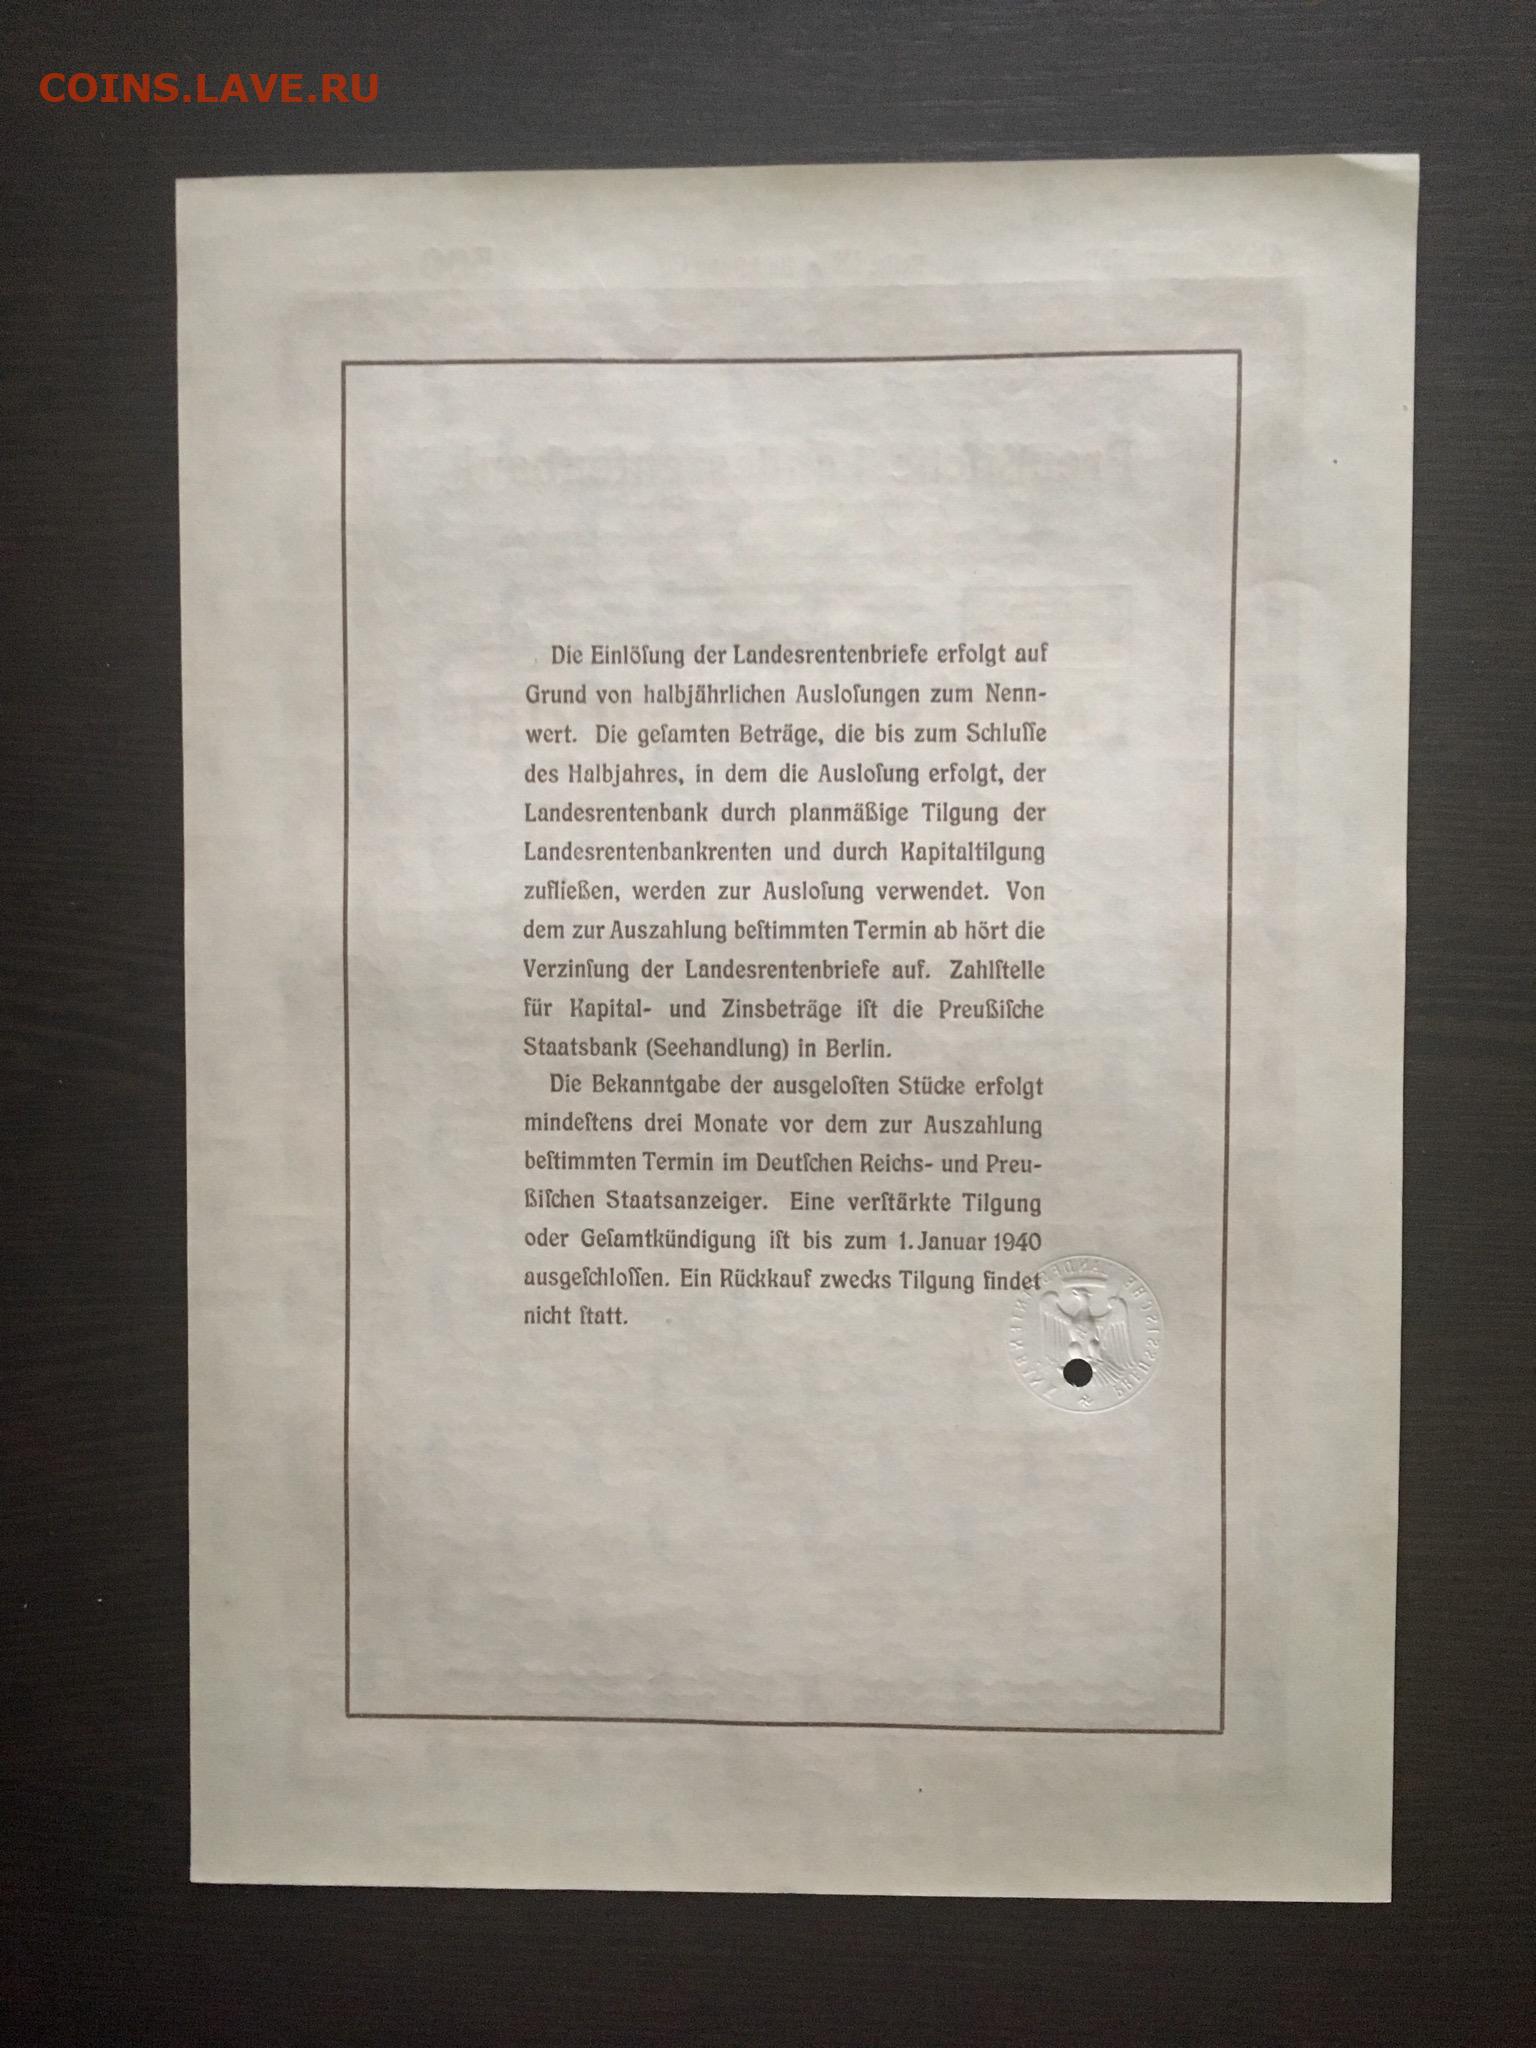 COINS.LAVE.RU
Die Einlöſung der Landesrentenbriefe erfolgt auf
Grund von halbjährlichen Ausloſungen zum Nenn-
wert. Die geſamten Beträge, die bis zum Schluſſe
des Halbjahres, in dem die Ausloſung erfolgt, der
Landesrentenbank durch planmäßige Tilgung der
Landesrentenbankrenten und durch Kapitaltilgung
zufließen, werden zur Ausloſung verwendet. Von
dem zur Auszahlung beſtimmten Termin ab hört die
Verzinſung der Landesrentenbriefe auf. Zahlſtelle
für Kapital- und Zinsbeträge iſt die Preußiſche
Staatsbank (Seehandlung) in Berlin.
Die Bekanntgabe der ausgeloſten Stücke erfolgt
mindeſtens drei Monate vor dem zur Auszahlung
beſtimmten Termin im Deutſchen Reichs- und Preu-
ßiſchen Staatsanzeiger. Eine verſtärkte Tilgung
oder Geſamtkündigung iſt bis zum 1. Januar 1940
ausgeſchloſſen. Ein Rückkauf zwecks Tilgung findet
nicht ſtatt.
PREUSSISCHE LANDESRENTENBANK